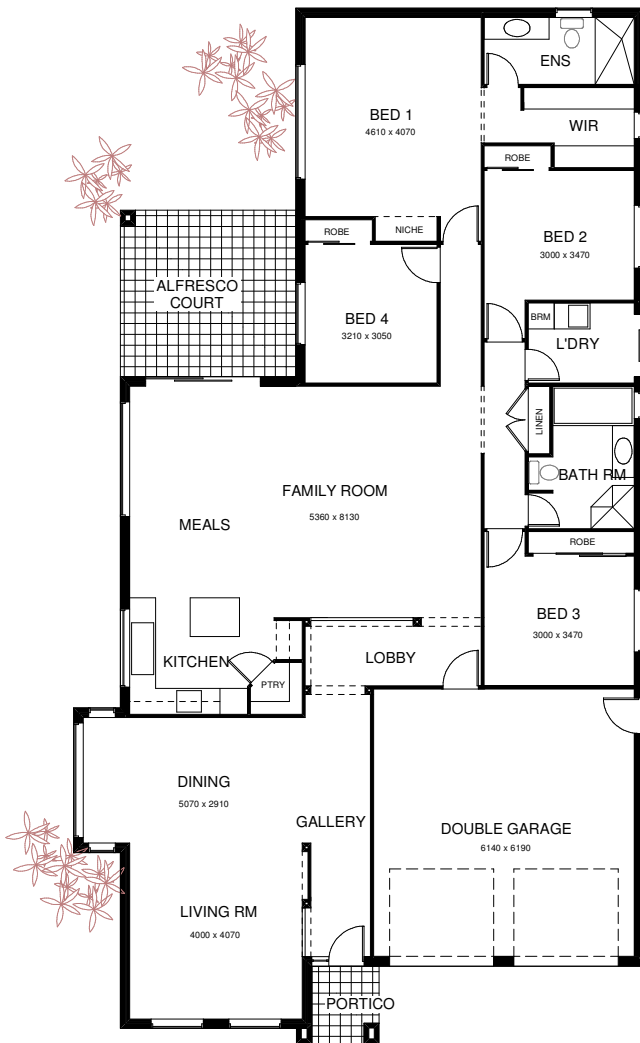 ENS
BED 1
4610 x 4070
WIR
ROBE
ROBE
NICHE
BED 2
3000 x 3470
ALFRESCO
COURT
BED 4
3210 x 3050
BRM
L'DRY
LINEN
BATH RM
FAMILY ROOM
5360 x 8130
MEALS
ROBE
BED 3
3000 x 3470
KITCHEN
LOBBY
PTRY
DINING
5070 x 2910
GALLERY
DOUBLE GARAGE
6140 x 6190
LIVING RM
4000 x 4070
PORTICO